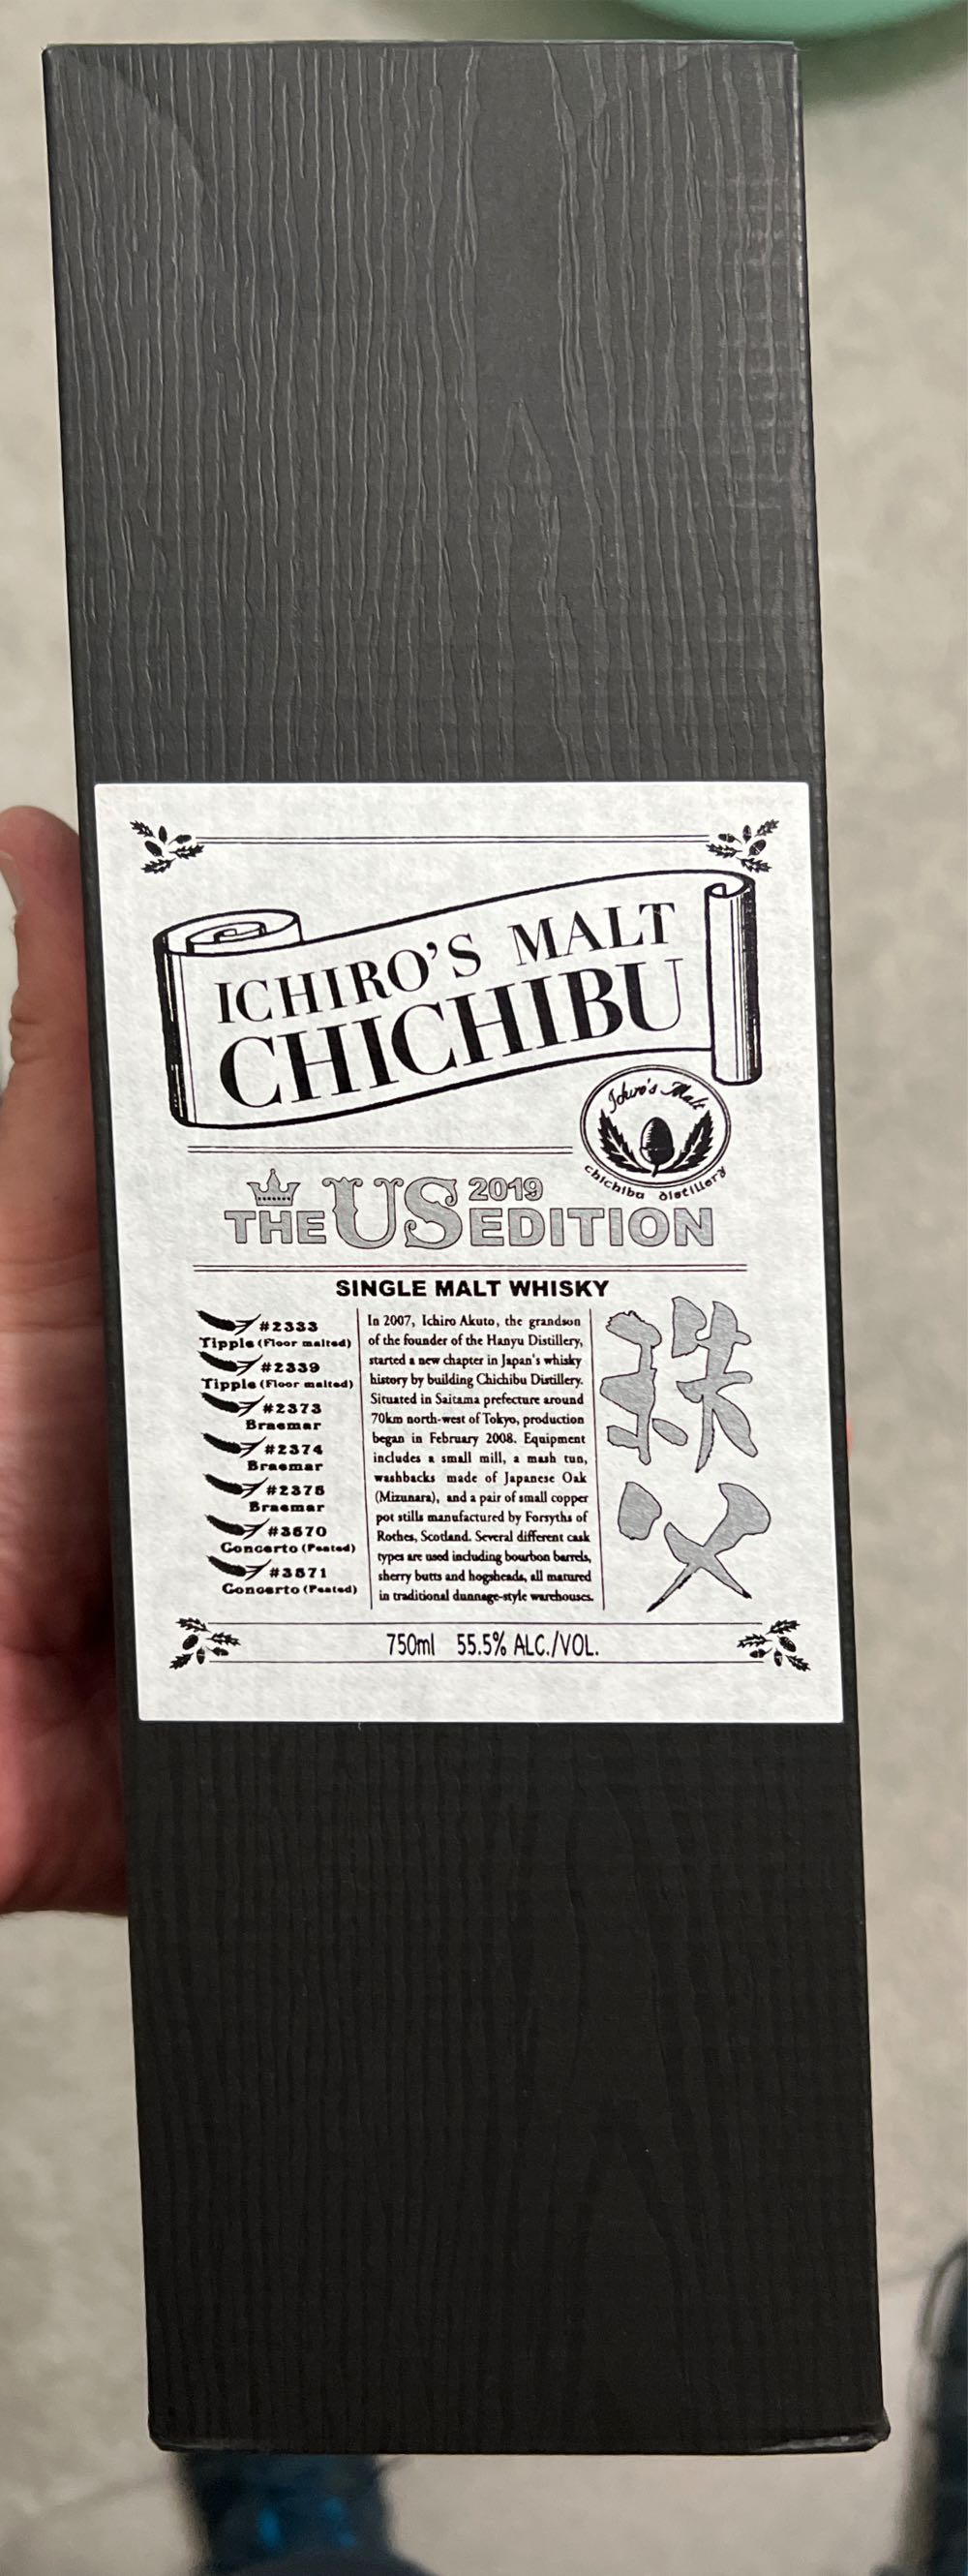 ICHIRO'S MALT
CHICHIBU
Ichiro's Malt
chichibu distillery
THE US 2019 EDITION
SINGLE MALT WHISKY
#2333
Tipple (Floor malted)
#2339
Tipple (Floor malted)
#2373
Braemar
#2374
Braemar
#2375
Braemar
#3570
Concerto (Peated)
#3571
Concerto (Peated)
In 2007, Ichiro Akuto, the grandson
of the founder of the Hanyu Distillery,
started a new chapter in Japan's whisky
history by building Chichibu Distillery.
Situated in Saitama prefecture around
70km north-west of Tokyo, production
began in February 2008. Equipment
includes a small mill, a mash tun,
washbacks made of Japanese Oak
(Mizunara), and a pair of small copper
pot stills manufactured by Forsyths of
Rothes, Scotland. Several different cask
types are used including bourbon barrels,
sherry butts and hogsheads, all matured
in traditional dunnage-style warehouses.
秩父
750ml 55.5% ALC./VOL.